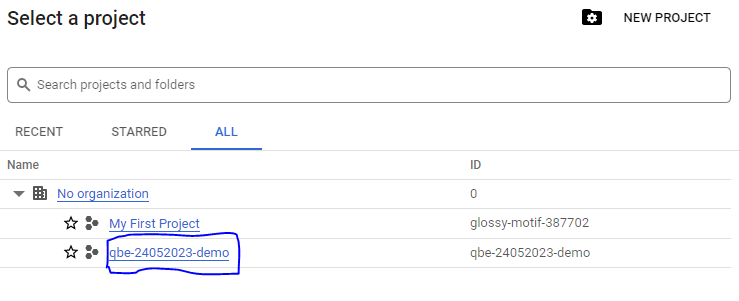 Select a project
NEW PROJECT
Search projects and folders
RECENT STARRED ALL
Name ID
No organization 0
My First Project glossy-motif-387702
qbe-24052023-demo qbe-24052023-demo